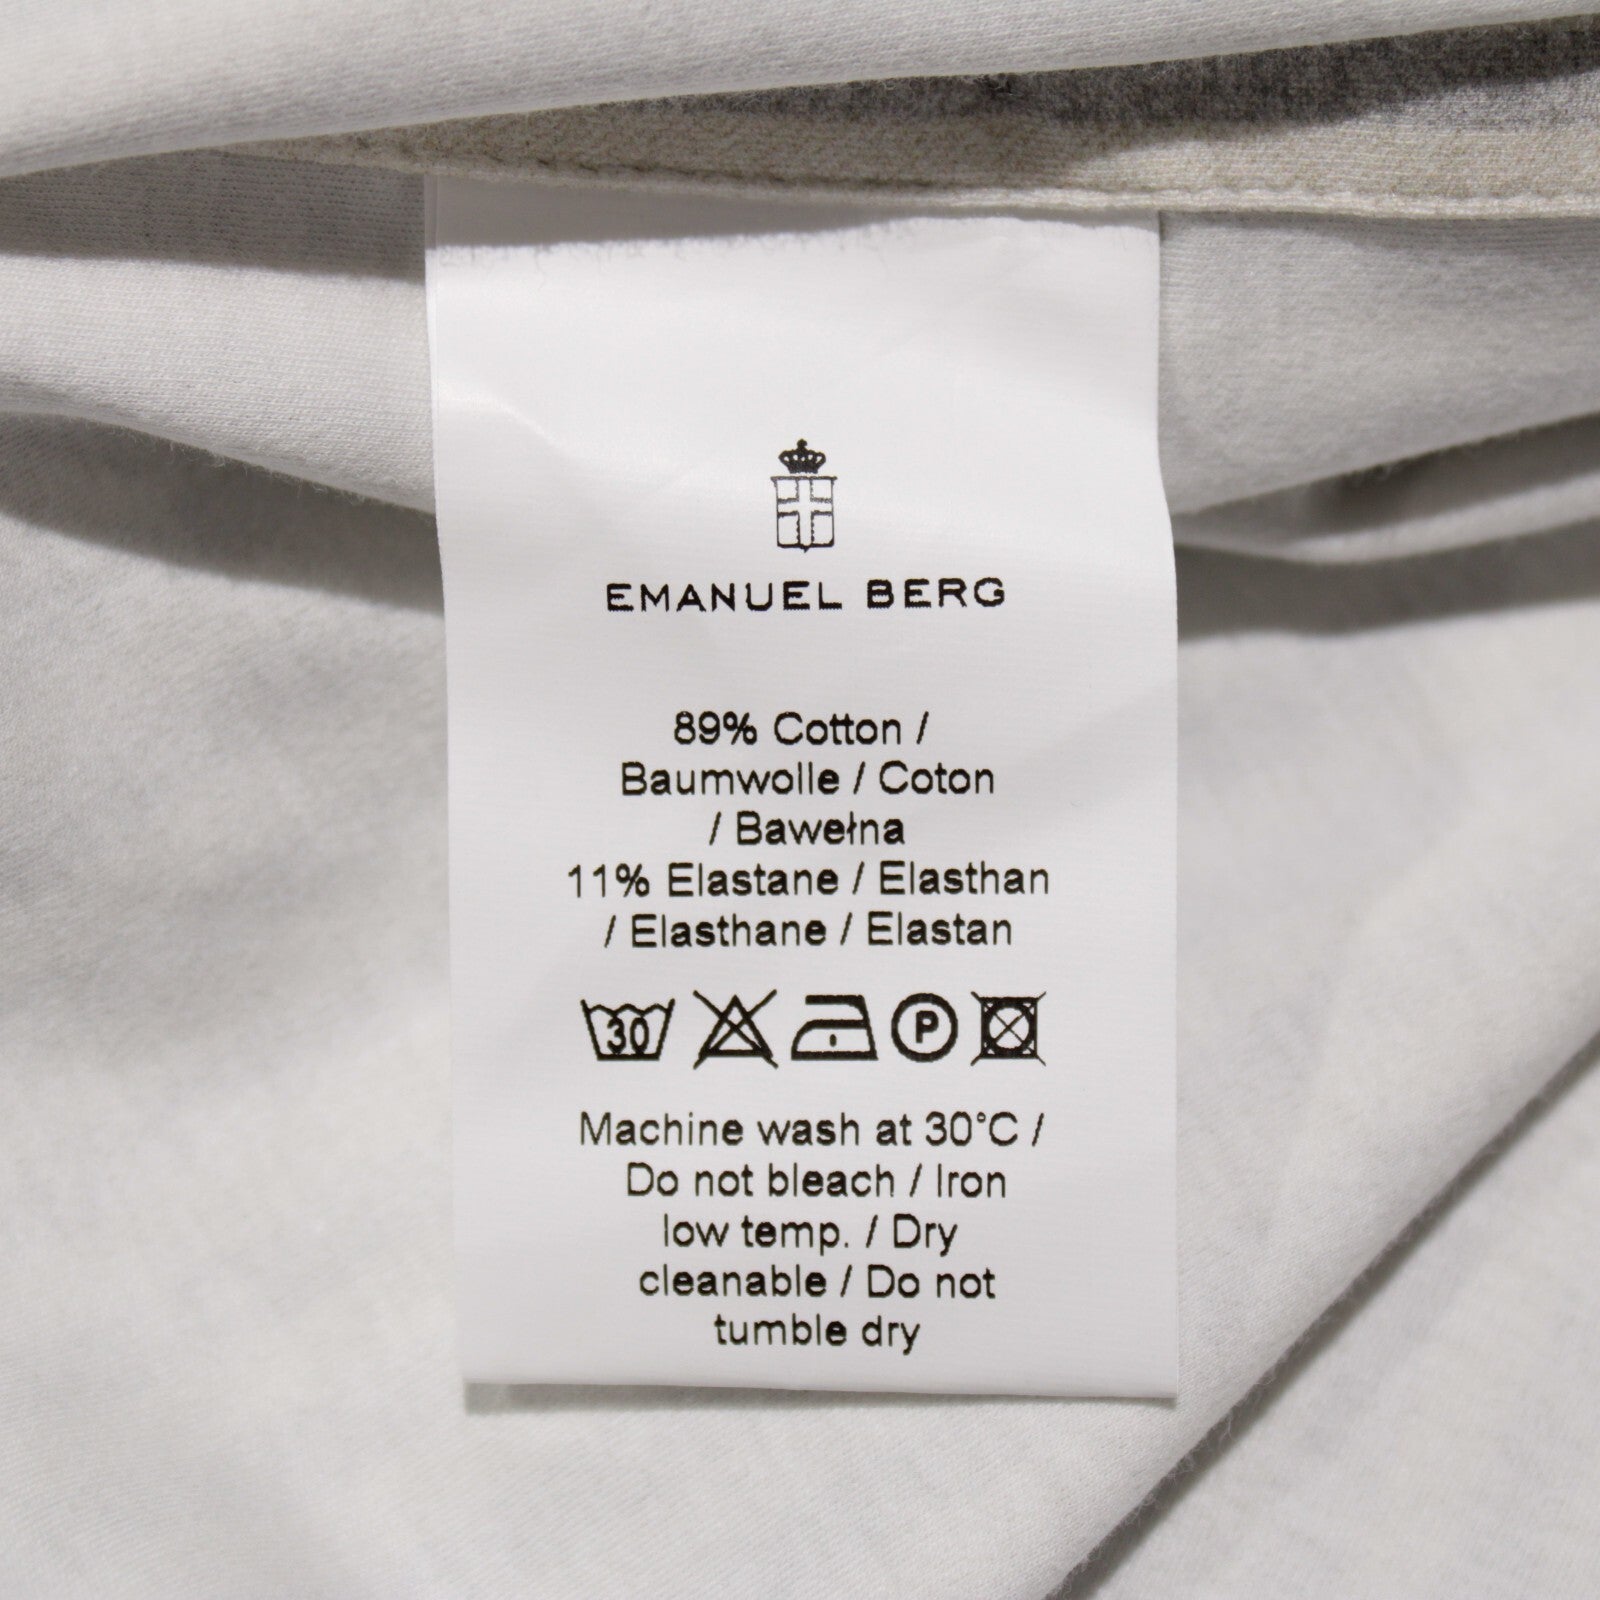 EMANUEL BERG
89% Cotton /
Baumwolle / Coton
/ Bawełna
11% Elastane / Elasthan
/ Elasthane / Elastan
30 P
Machine wash at 30°C /
Do not bleach / Iron
low temp. / Dry
cleanable / Do not
tumble dry